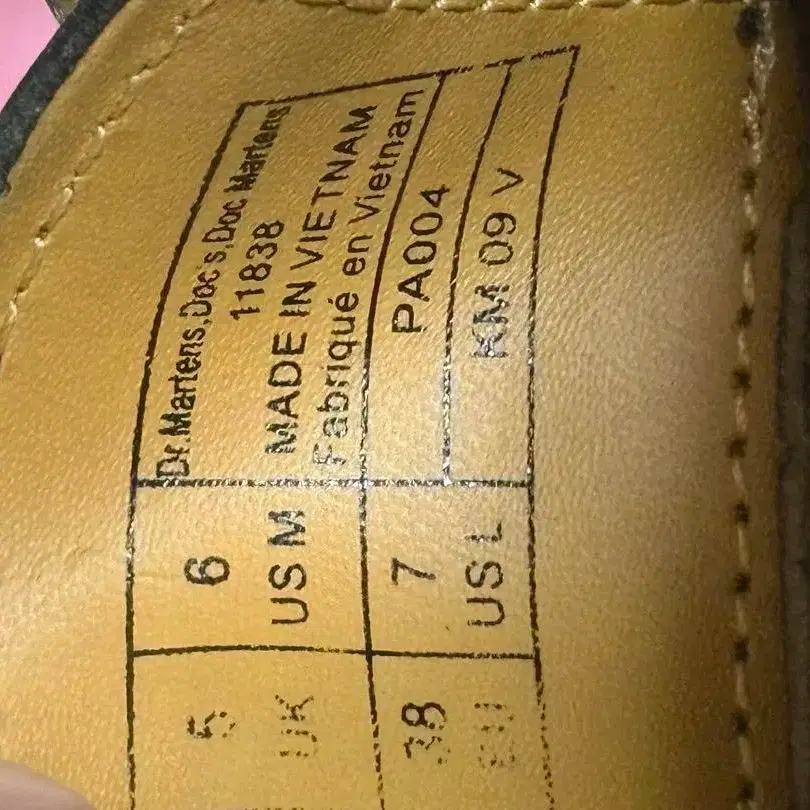 Dr.Martens,Doc's,Doc Martens
11838
MADE IN VIETNAM
Fabriqué en Vietnam
PA004
KM 09 V
6
US M
7
US L
5
UK
38
EU